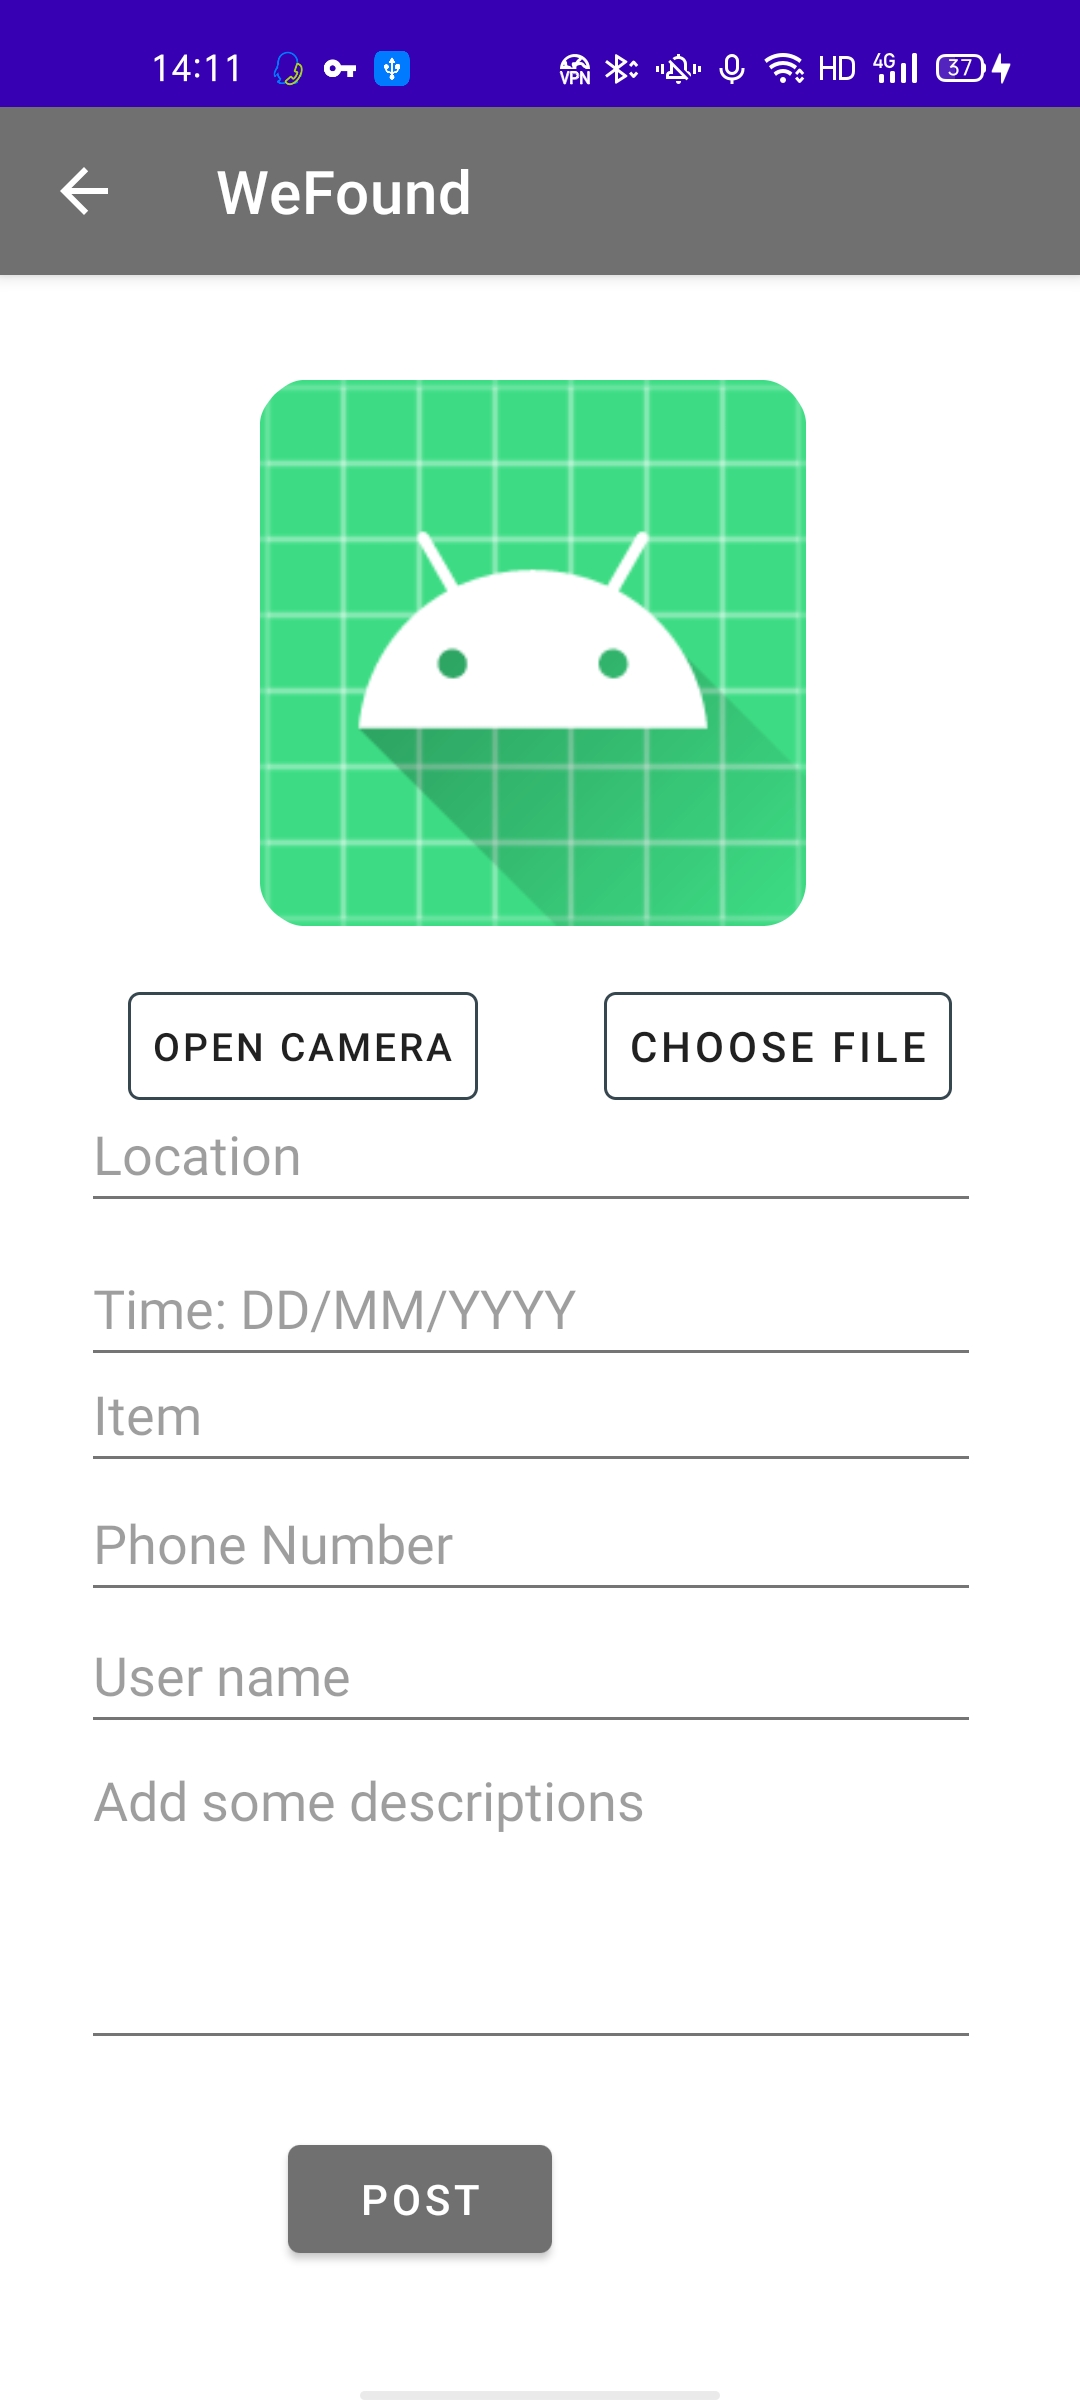 14:11 VPN HD 4G 37
WeFound
OPEN CAMERA CHOOSE FILE
Location
Time: DD/MM/YYYY
Item
Phone Number
User name
Add some descriptions
POST